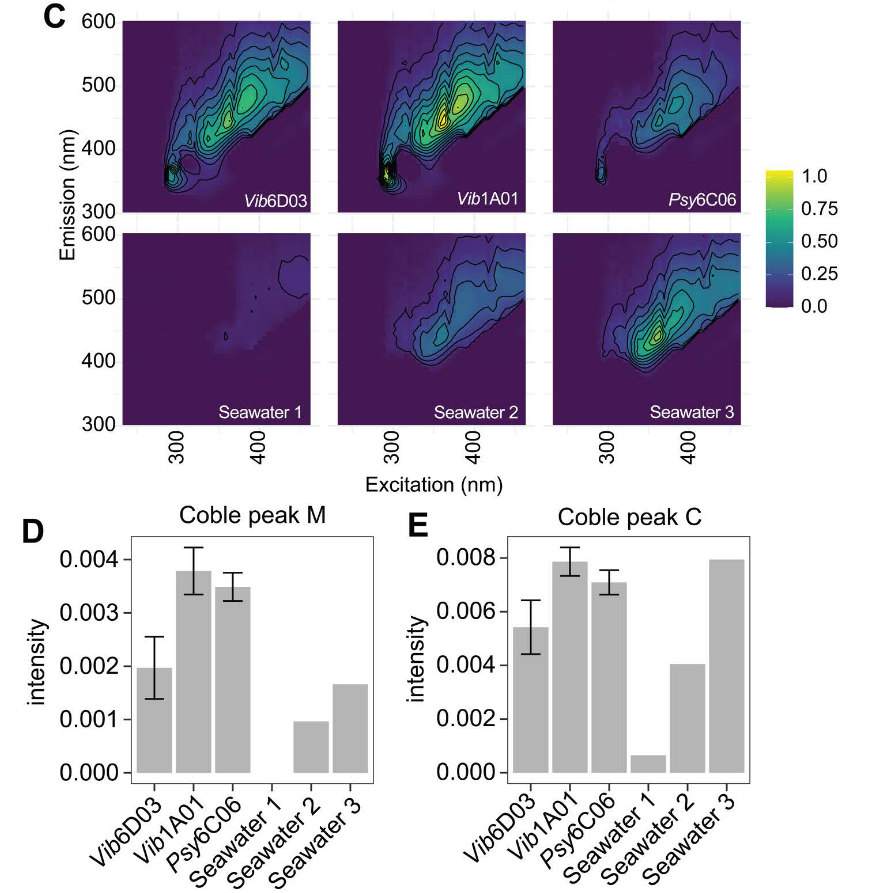 C
600
500
400
300
Vib6D03
Vib1A01
Psy6C06
Emission (nm)
600
500
400
300
Seawater 1
Seawater 2
Seawater 3
300
400
300
400
300
400
Excitation (nm)
1.0
0.75
0.50
0.25
0.0
D
Coble peak M
0.004
0.003
0.002
0.001
0.000
intensity
Vib6D03
Vib1A01
Psy6C06
Seawater 1
Seawater 2
Seawater 3
E
Coble peak C
0.008
0.006
0.004
0.002
0.000
intensity
Vib6D03
Vib1A01
Psy6C06
Seawater 1
Seawater 2
Seawater 3